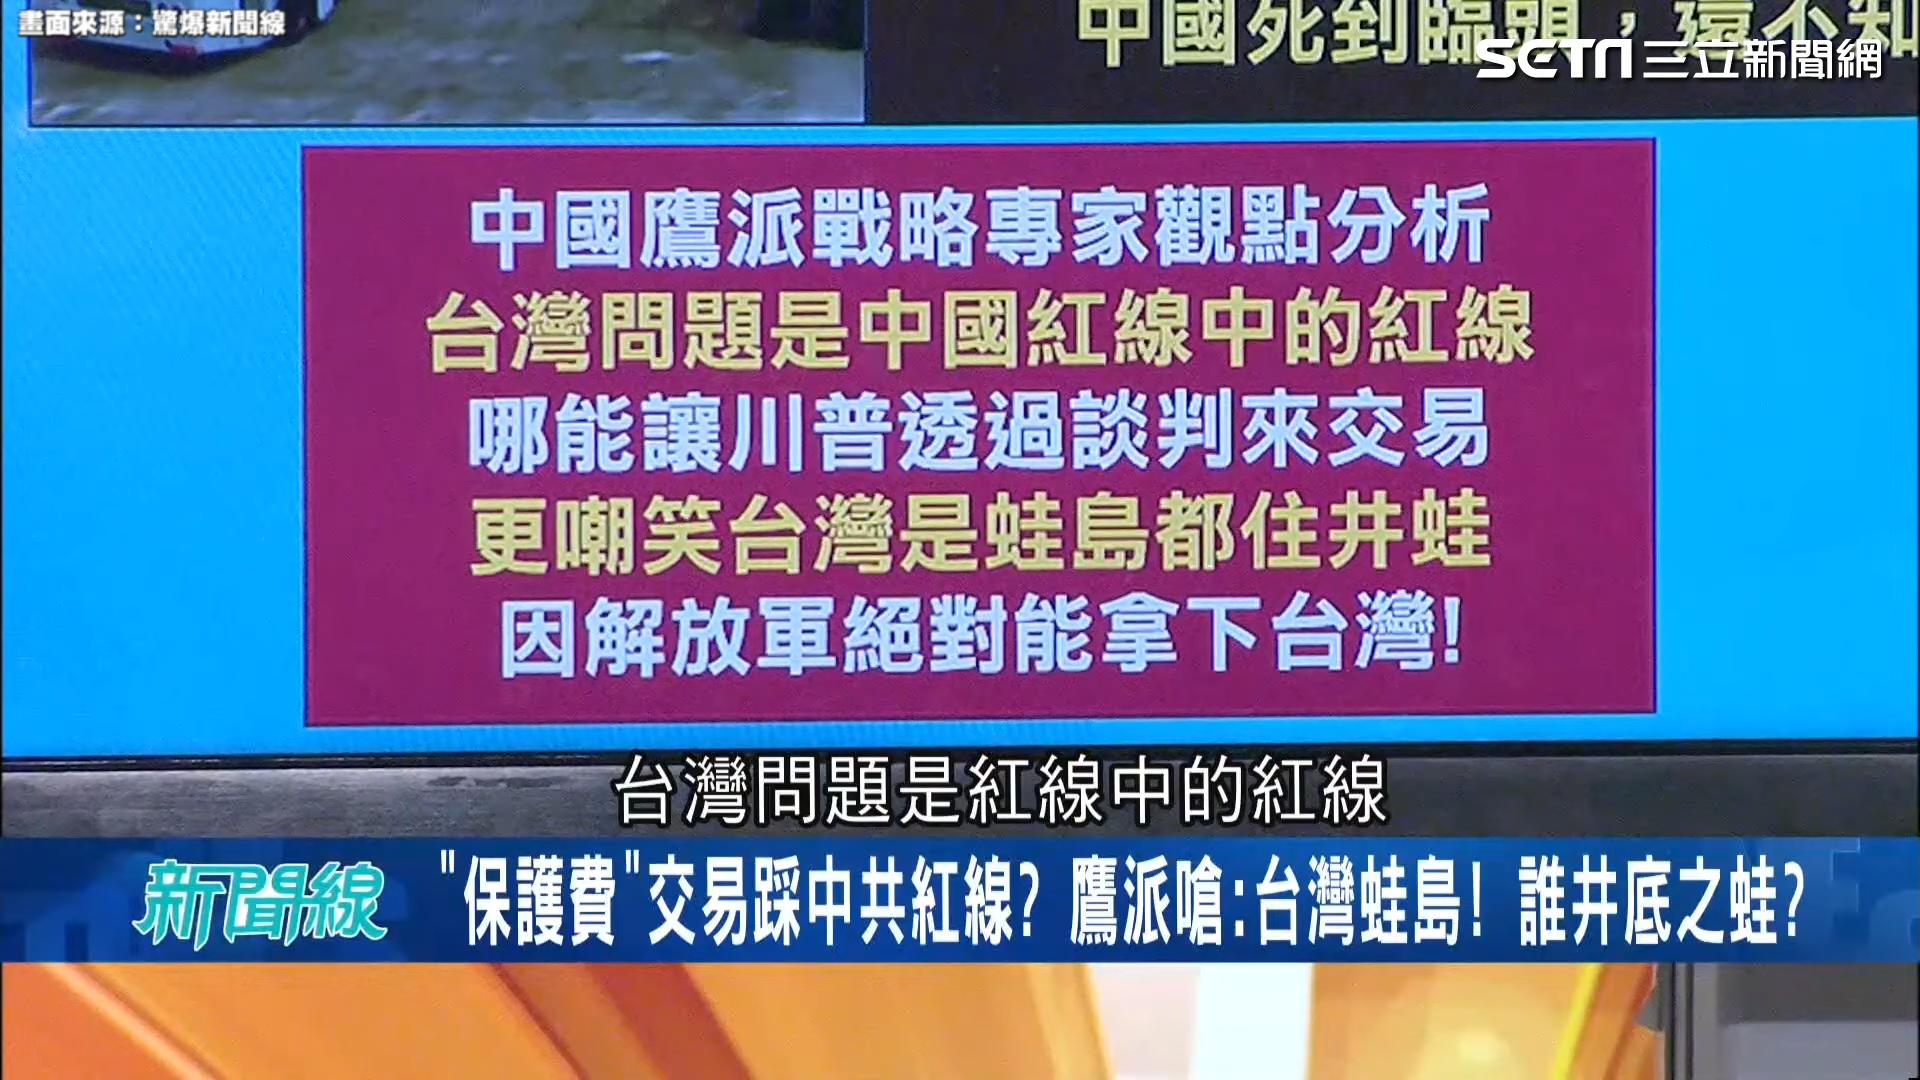 畫面來源：驚爆新聞線
中國死到臨頭，還不知
SETN三立新聞網
中國鷹派戰略專家觀點分析
台灣問題是中國紅線中的紅線
哪能讓川普透過談判來交易
更嘲笑台灣是蛙島都住井蛙
因解放軍絕對能拿下台灣!
台灣問題是紅線中的紅線
新聞線
"保護費"交易踩中共紅線? 鷹派嗆:台灣蛙島! 誰井底之蛙?